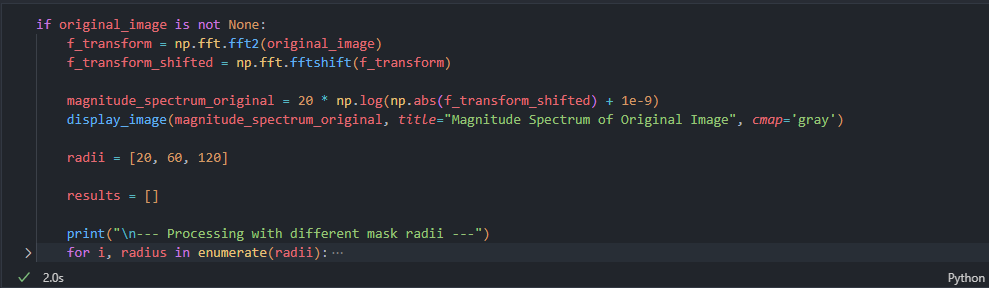 if original_image is not None:
    f_transform = np.fft.fft2(original_image)
    f_transform_shifted = np.fft.fftshift(f_transform)
    magnitude_spectrum_original = 20 * np.log(np.abs(f_transform_shifted) + 1e-9)
    display_image(magnitude_spectrum_original, title="Magnitude Spectrum of Original Image", cmap='gray')
    radii = [20, 60, 120]
    results = []
    print("\n--- Processing with different mask radii ---")
    for i, radius in enumerate(radii):…
2.0s
Python